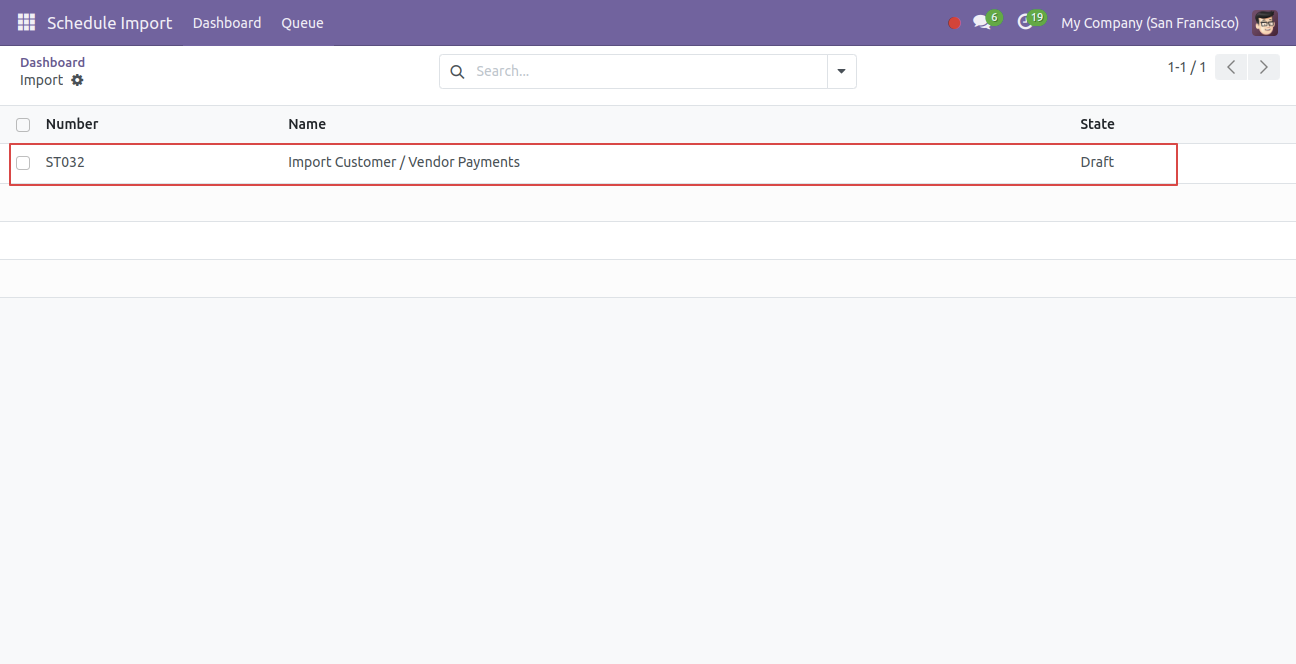 Schedule Import Dashboard Queue 6 19 My Company (San Francisco)
Dashboard
Import
Search...
1-1 / 1
Number Name State
ST032 Import Customer / Vendor Payments Draft